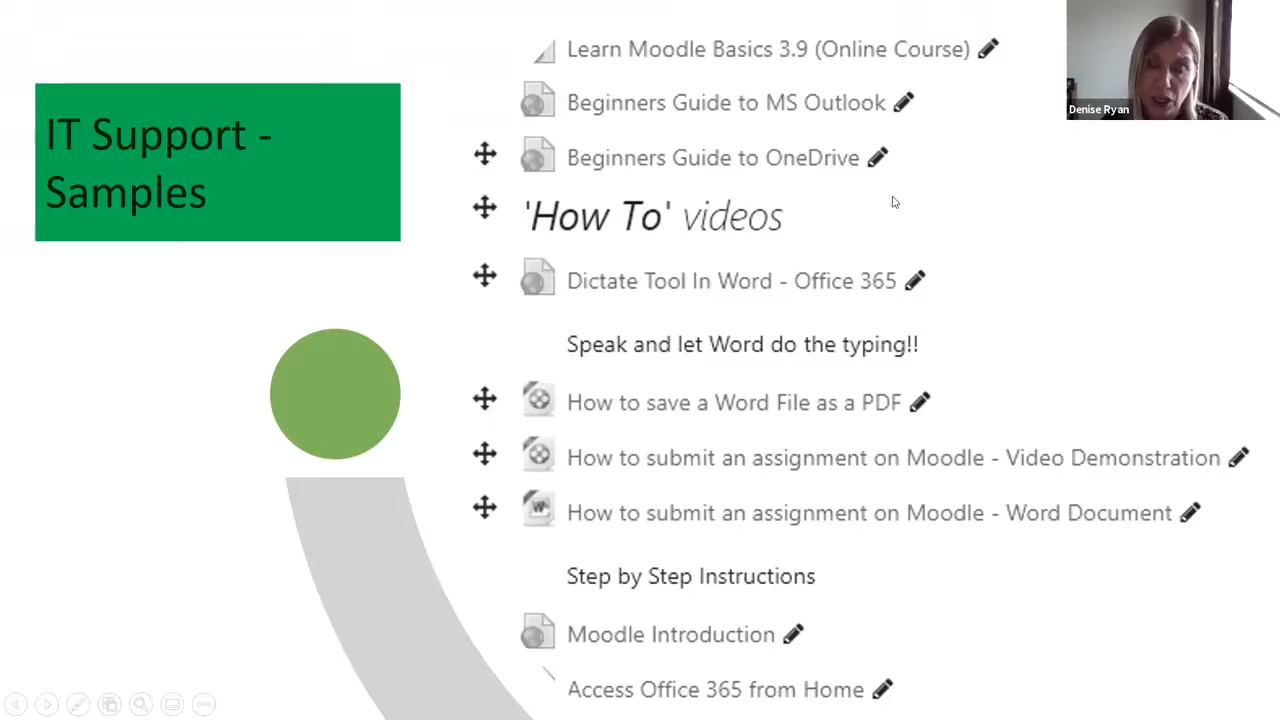 IT Support -
Samples
Learn Moodle Basics 3.9 (Online Course)
Beginners Guide to MS Outlook
Beginners Guide to OneDrive
'How To' videos
Dictate Tool In Word - Office 365
Speak and let Word do the typing!!
How to save a Word File as a PDF
How to submit an assignment on Moodle - Video Demonstration
How to submit an assignment on Moodle - Word Document
Step by Step Instructions
Moodle Introduction
Access Office 365 from Home
Denise Ryan